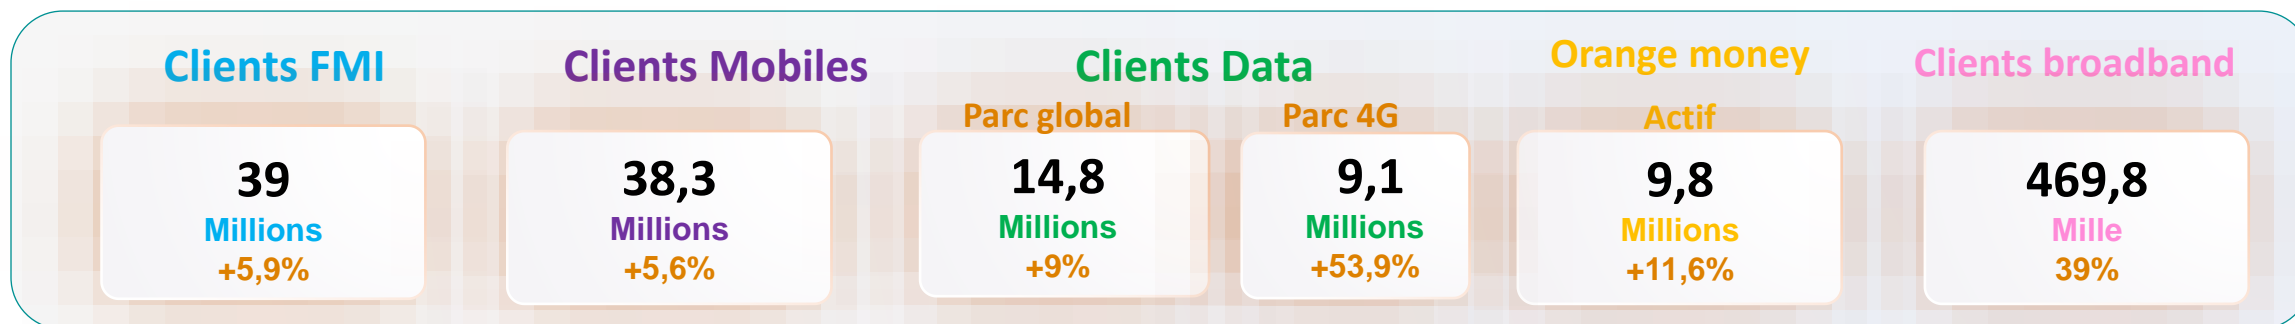 Clients FMI
39
Millions
+5,9%
Clients Mobiles
38,3
Millions
+5,6%
Clients Data
Parc global
14,8
Millions
+9%
Parc 4G
9,1
Millions
+53,9%
Orange money
Actif
9,8
Millions
+11,6%
Clients broadband
469,8
Mille
39%